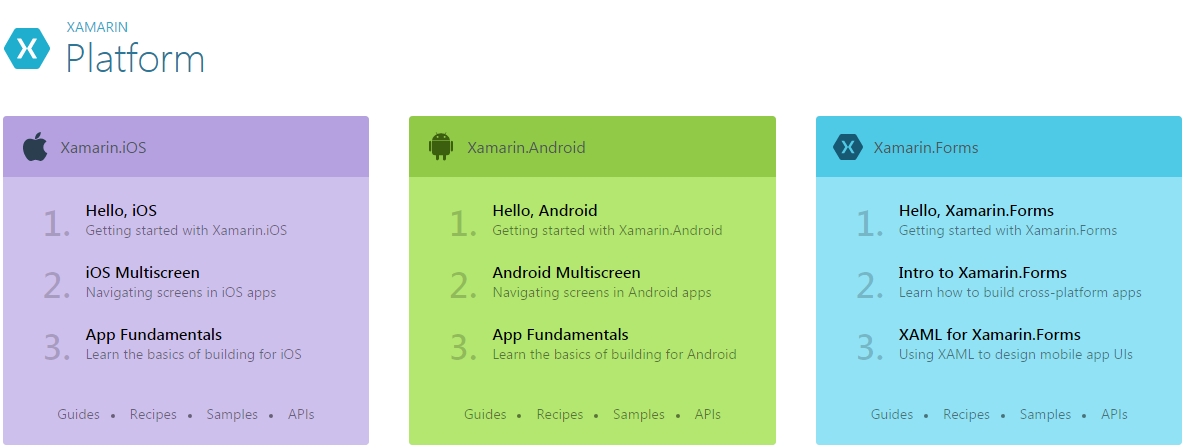 XAMARIN
Platform
Xamarin.iOS
1. Hello, iOS
Getting started with Xamarin.iOS
2. iOS Multiscreen
Navigating screens in iOS apps
3. App Fundamentals
Learn the basics of building for iOS
Guides • Recipes • Samples • APIs
Xamarin.Android
1. Hello, Android
Getting started with Xamarin.Android
2. Android Multiscreen
Navigating screens in Android apps
3. App Fundamentals
Learn the basics of building for Android
Guides • Recipes • Samples • APIs
Xamarin.Forms
1. Hello, Xamarin.Forms
Getting started with Xamarin.Forms
2. Intro to Xamarin.Forms
Learn how to build cross-platform apps
3. XAML for Xamarin.Forms
Using XAML to design mobile app UIs
Guides • Recipes • Samples • APIs